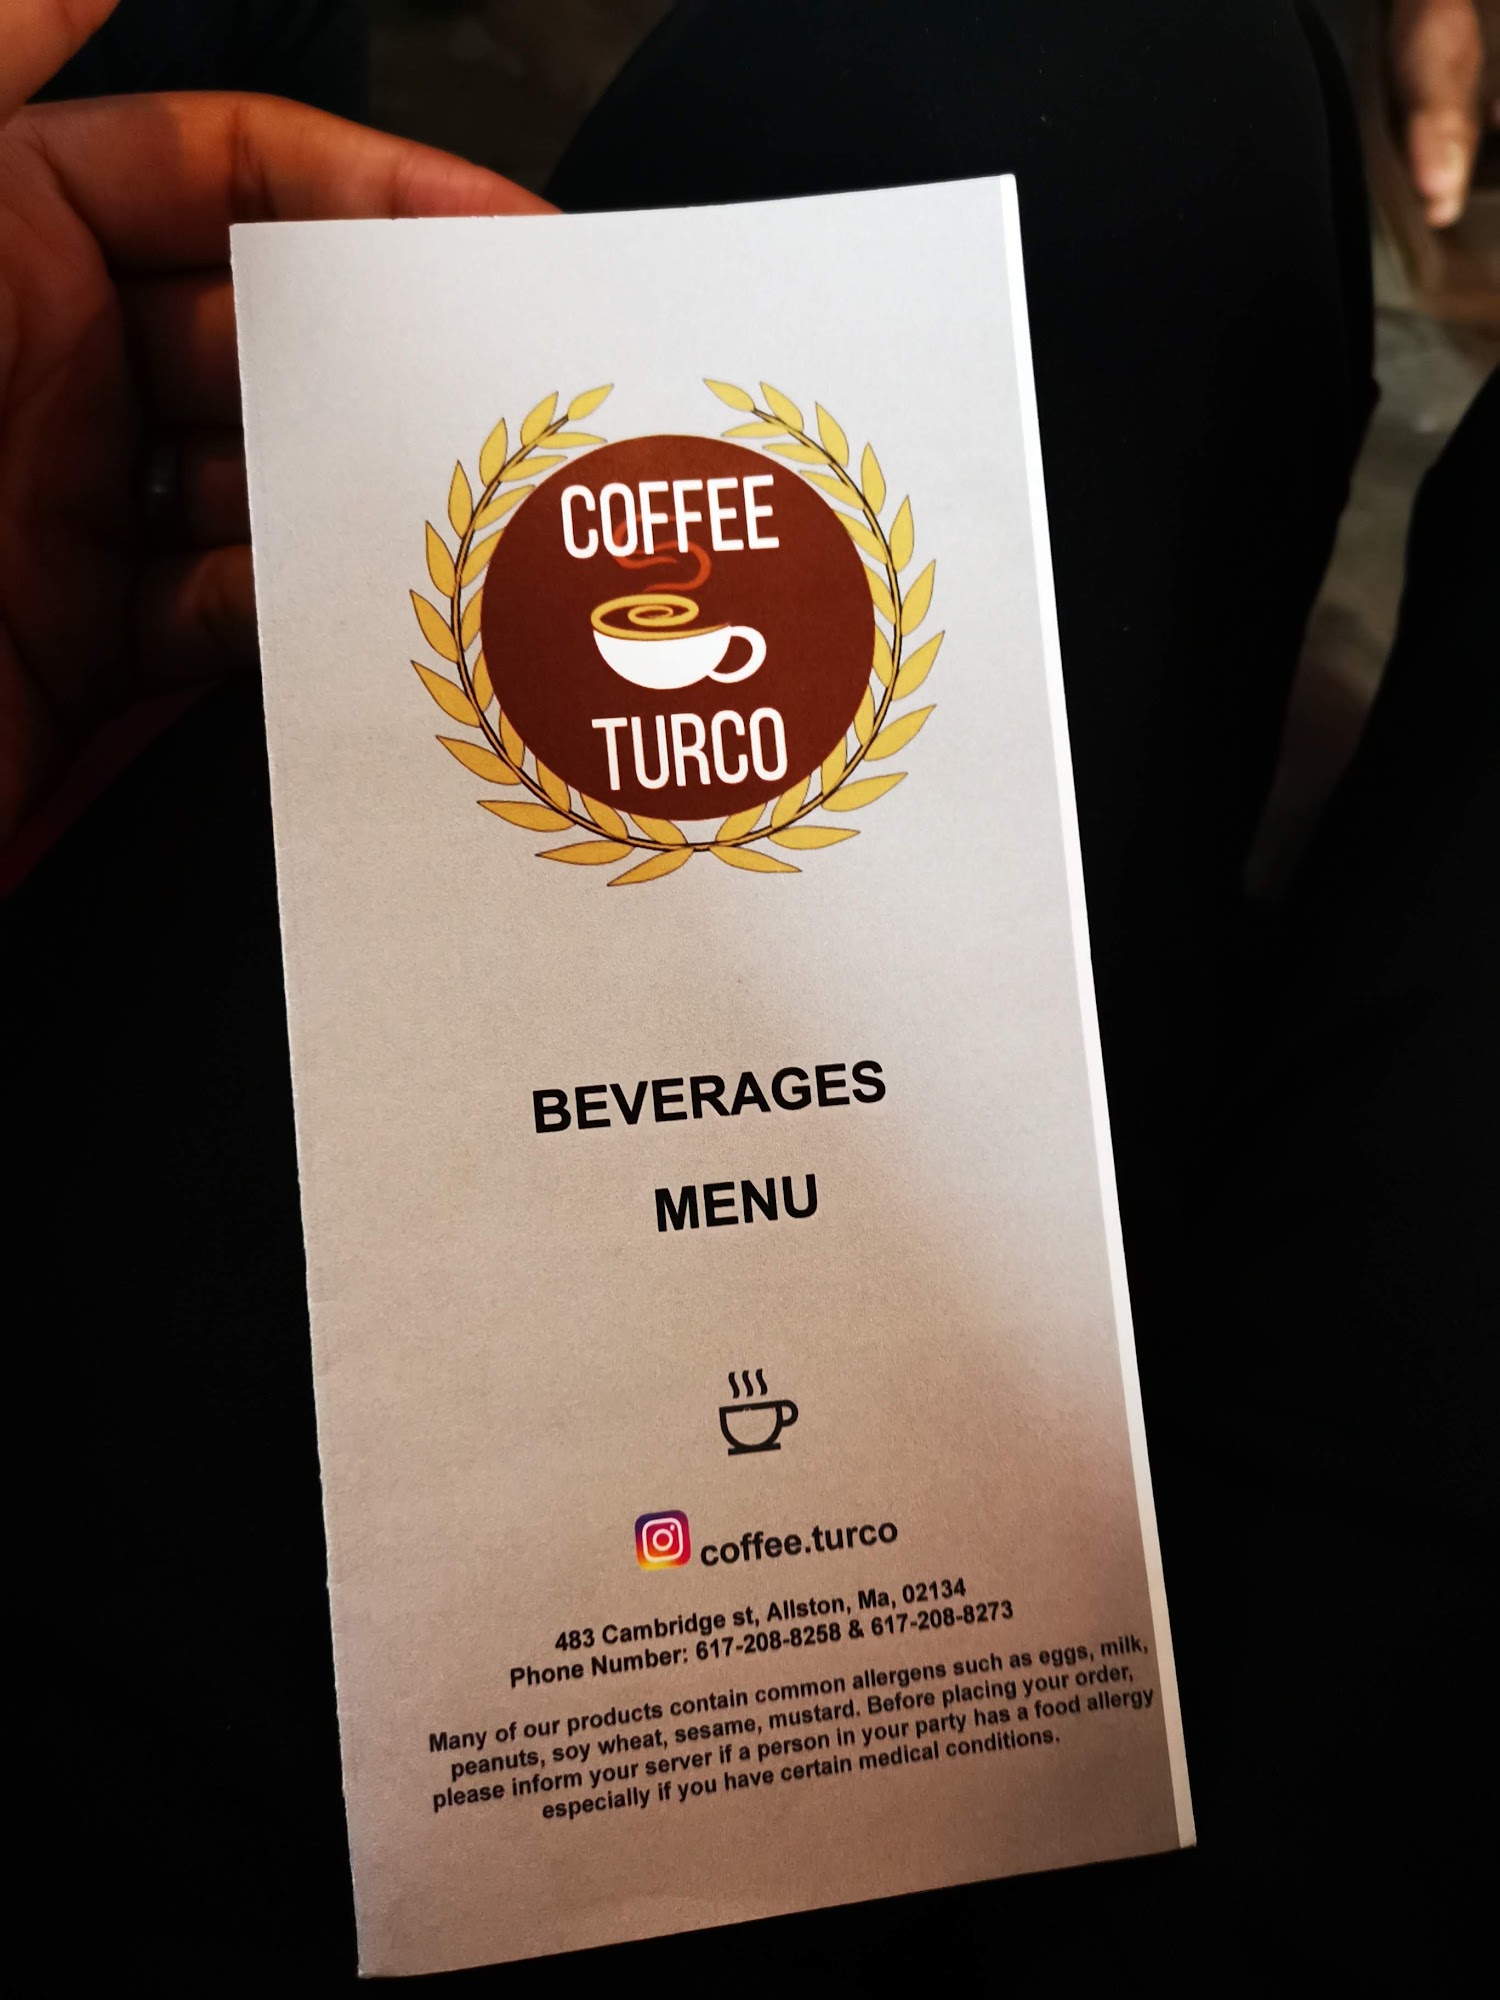 COFFEE
TURCO
BEVERAGES
MENU
coffee.turco
483 Cambridge st, Allston, Ma, 02134
Phone Number: 617-208-8258 & 617-208-8273
Many of our products contain common allergens such as eggs, milk,
peanuts, soy wheat, sesame, mustard. Before placing your order,
please inform your server if a person in your party has a food allergy
especially if you have certain medical conditions.